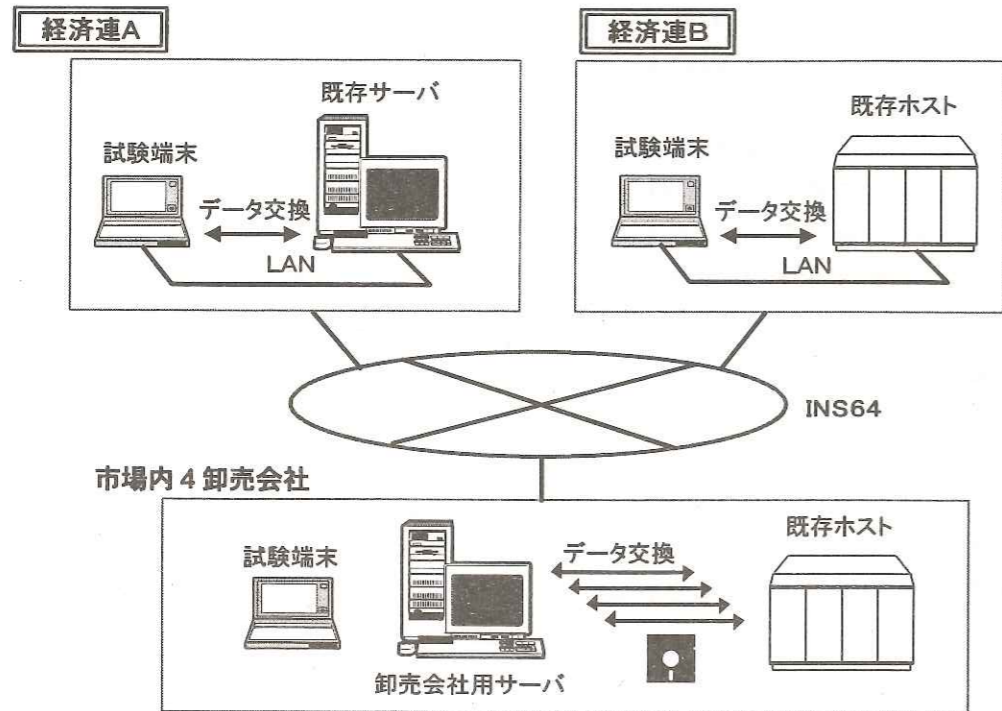 経済連A
経済連B
既存サーバ
既存ホスト
試験端末
試験端末
データ交換
データ交換
LAN
LAN
INS64
市場内4卸売会社
既存ホスト
試験端末
データ交換
卸売会社用サーバ